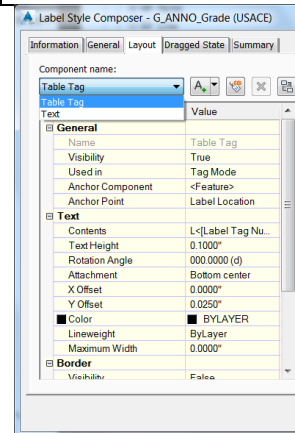 Label Style Composer - G_ANNO_Grade (USACE)
Information General Layout Dragged State Summary
Component name:
Table Tag
Table Tag
Text
Value
General
Name Table Tag
Visibility True
Used in Tag Mode
Anchor Component <Feature>
Anchor Point Label Location
Text
Contents L<[Label Tag Nu...
Text Height 0.1000"
Rotation Angle 000.0000 (d)
Attachment Bottom center
X Offset 0.0000"
Y Offset 0.0250"
Color BYLAYER
Lineweight ByLayer
Maximum Width 0.0000"
Border
Visibility False